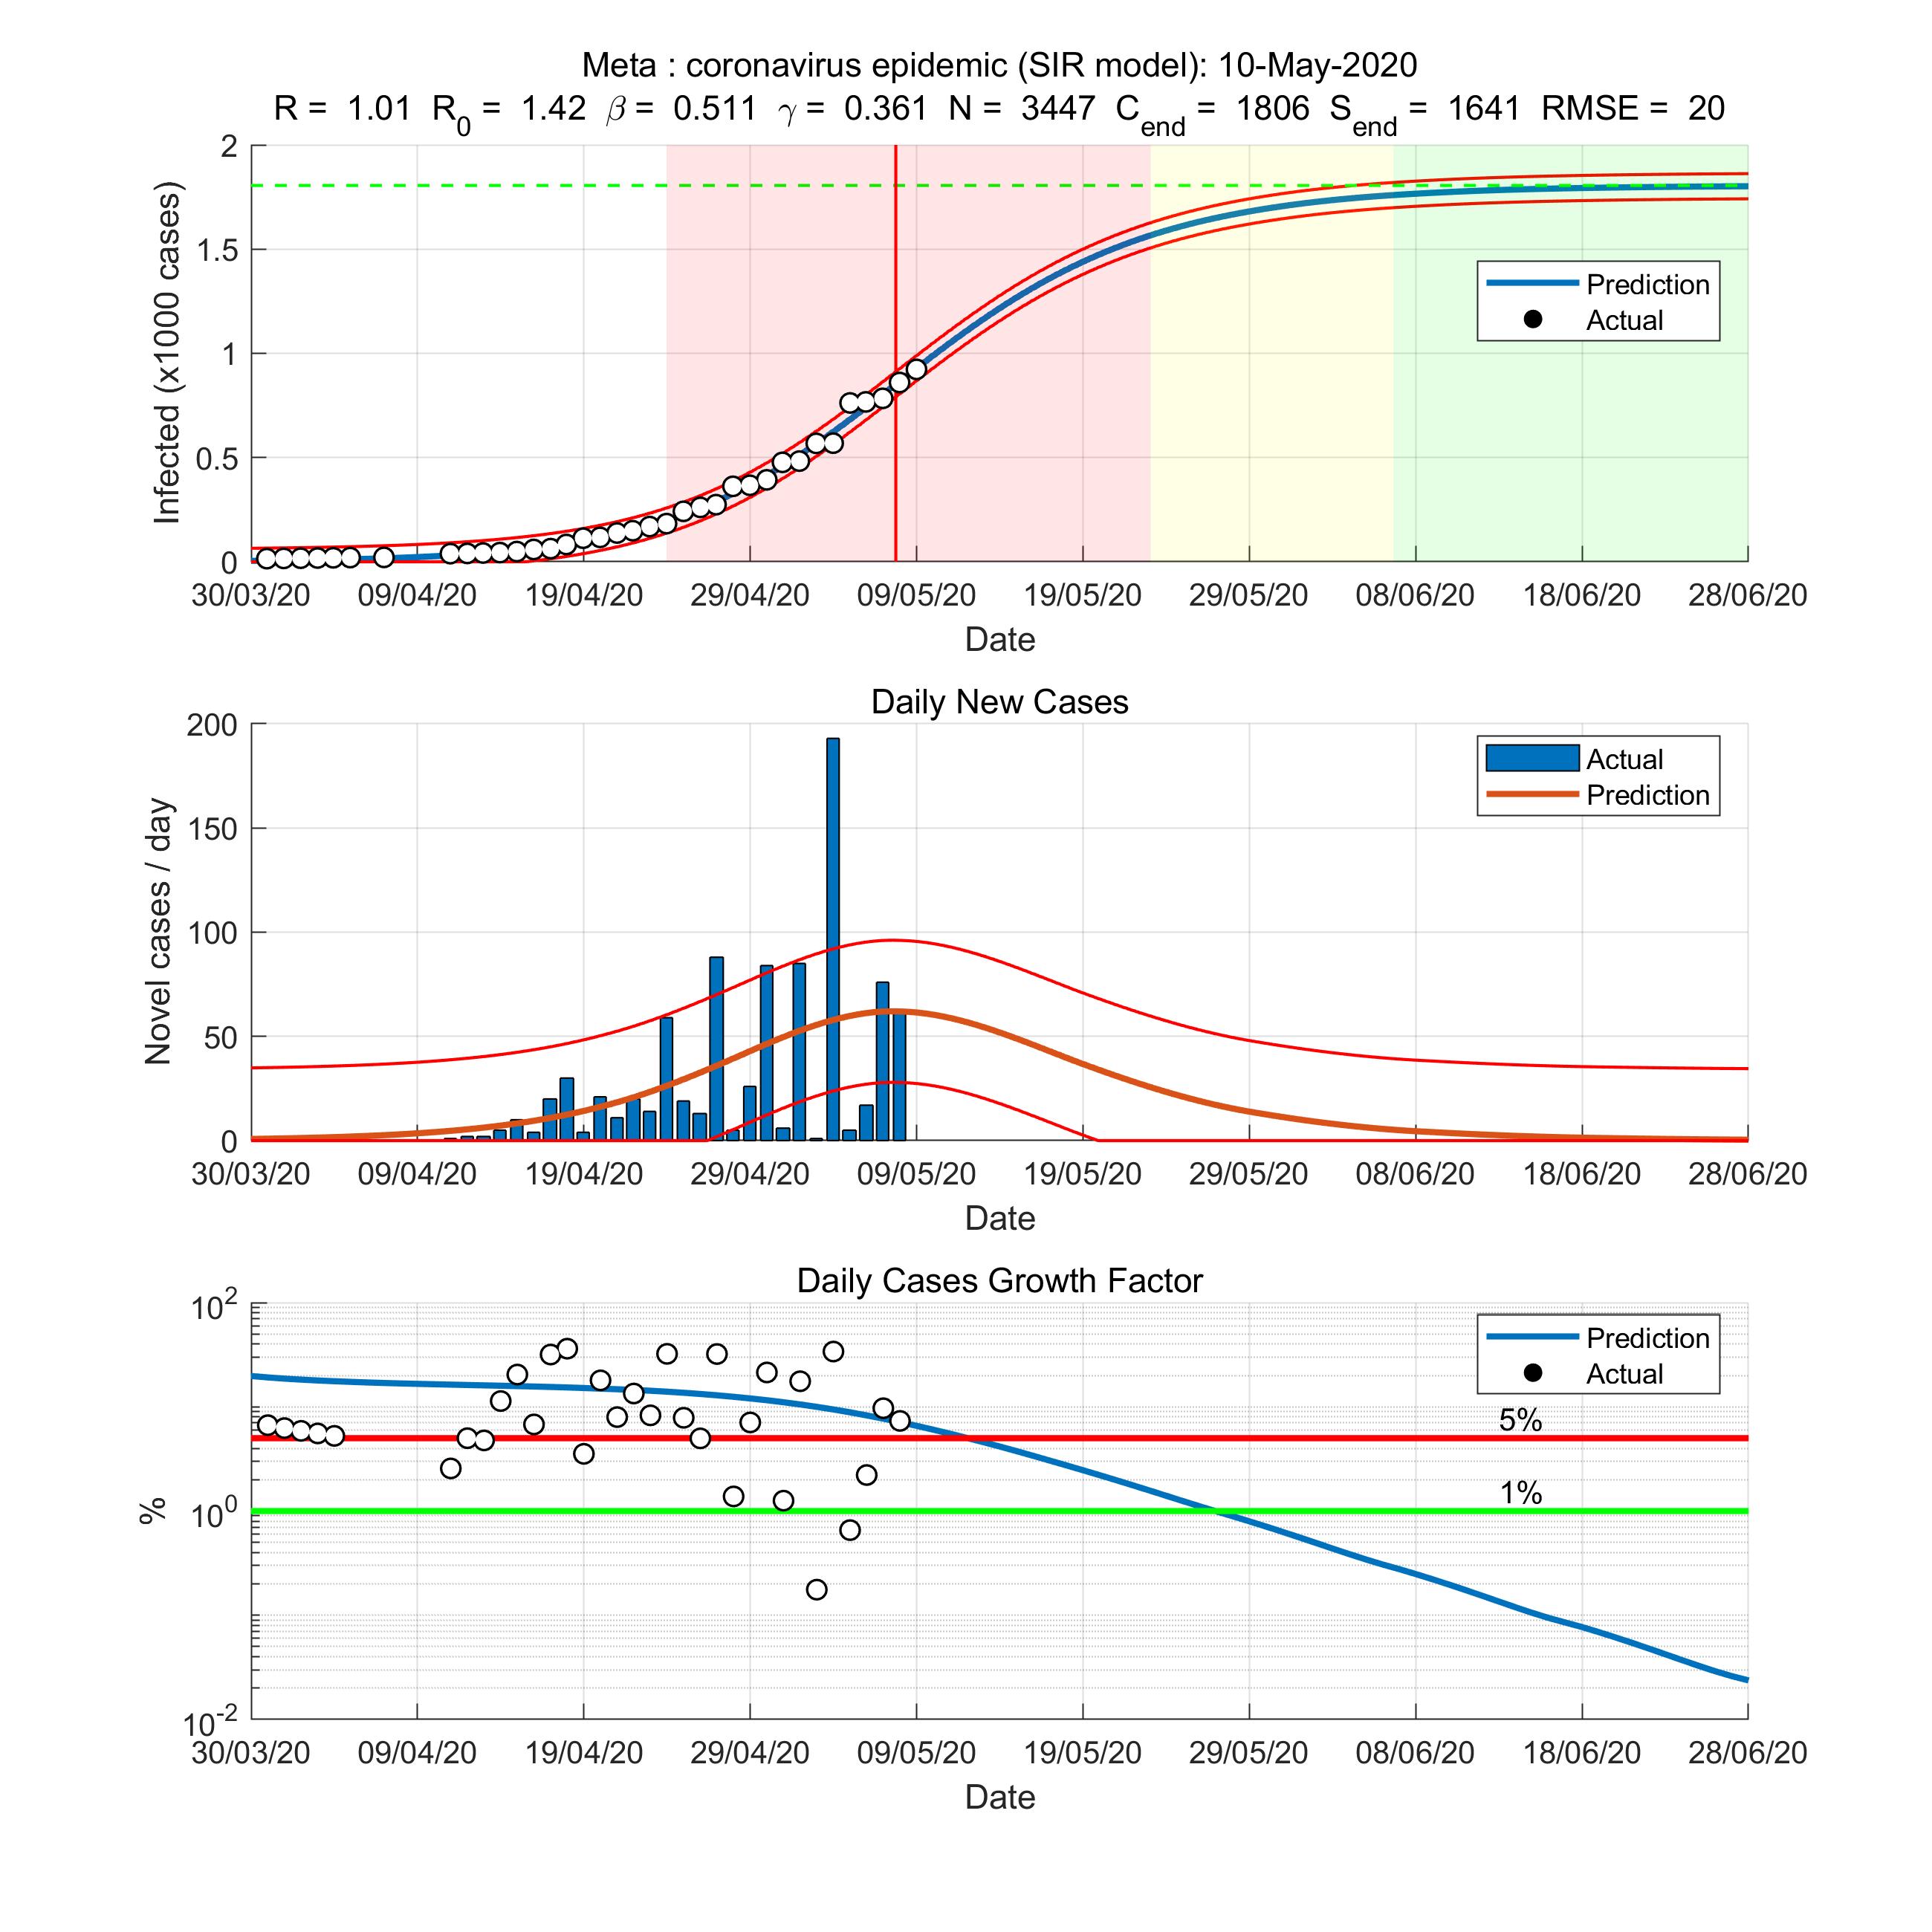 Meta : coronavirus epidemic (SIR model): 10-May-2020
R = 1.01 R0 = 1.42 β = 0.511 γ = 0.361 N = 3447 Cend = 1806 Send = 1641 RMSE = 20
2
1.5
1
0.5
0
Infected (x1000 cases)
Prediction
Actual
30/03/20 09/04/20 19/04/20 29/04/20 09/05/20 19/05/20 29/05/20 08/06/20 18/06/20 28/06/20
Date
Daily New Cases
200
150
100
50
0
Novel cases / day
Actual
Prediction
30/03/20 09/04/20 19/04/20 29/04/20 09/05/20 19/05/20 29/05/20 08/06/20 18/06/20 28/06/20
Date
Daily Cases Growth Factor
10^2
10^0
10^-2
%
Prediction
Actual
5%
1%
30/03/20 09/04/20 19/04/20 29/04/20 09/05/20 19/05/20 29/05/20 08/06/20 18/06/20 28/06/20
Date